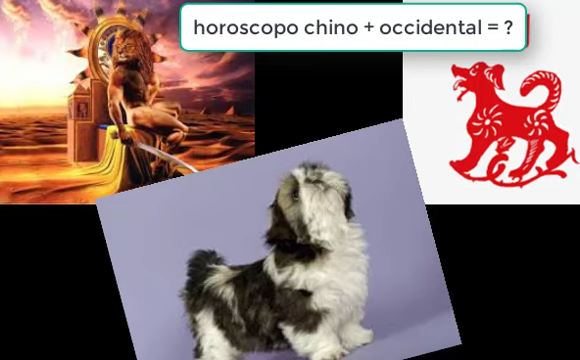 horoscopo chino + occidental = ?